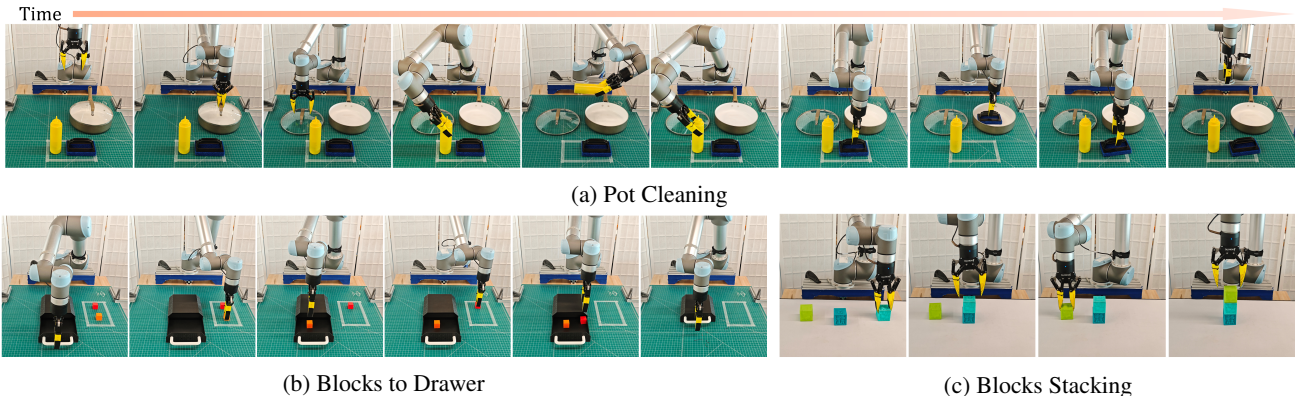 Time
(a) Pot Cleaning
(b) Blocks to Drawer
(c) Blocks Stacking